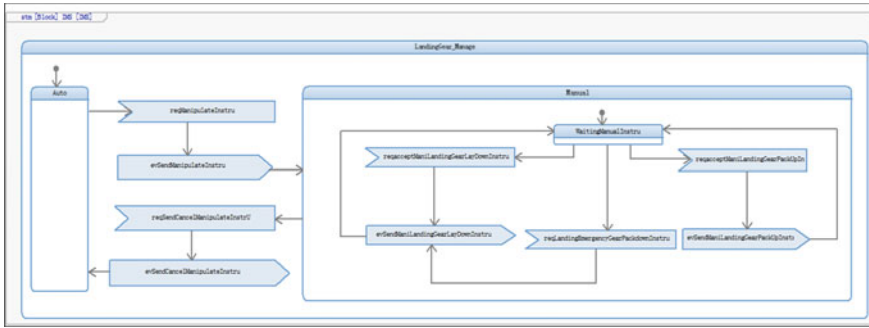 stm [Block] IMS [IMS]
LandingGear_Manage
Auto
Manual
reqManipulateInstru
WaitingManualInstru
reqacceptManiLandingGearLayDownInstru
reqacceptManiLandingGearPackUpIn
evSendManipulateInstru
reqSendCancelManipulateInstrU
evSendManiLandingGearLayDownInstru
reqLandingEmergencyGearPackdownInstru
evSendManiLandingGearPackUpInstr
evSendCancelManipulateInstru